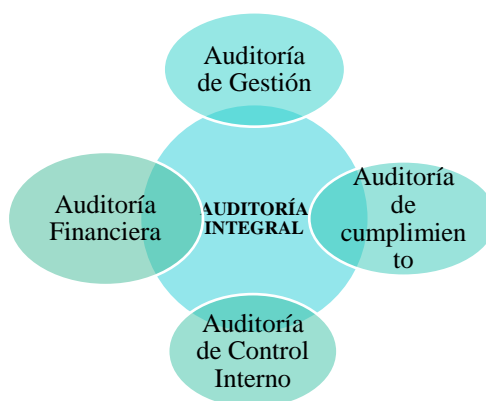 Auditoría
de Gestión
Auditoría
Financiera
AUDITORÍA
INTEGRAL
Auditoría
de
cumplimien
to
Auditoría
de Control
Interno